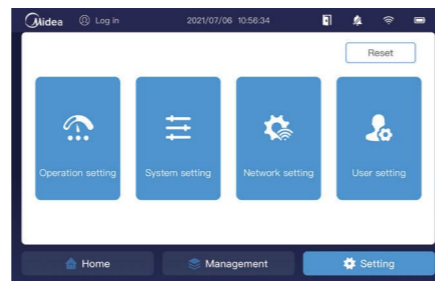 Midea Log in 2021/07/06 10:56:34
Reset
Operation setting System setting Network setting User setting
Home Management Setting